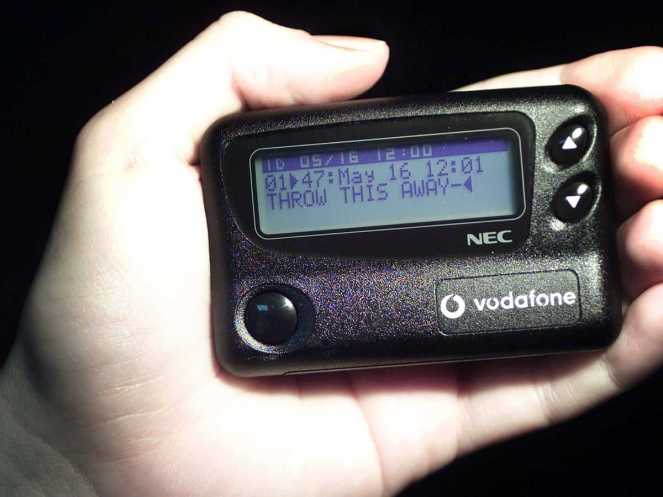 ID 05/16 12:00
01▶47:May 16 12:01
THROW THIS AWAY-◀
NEC
vodafone